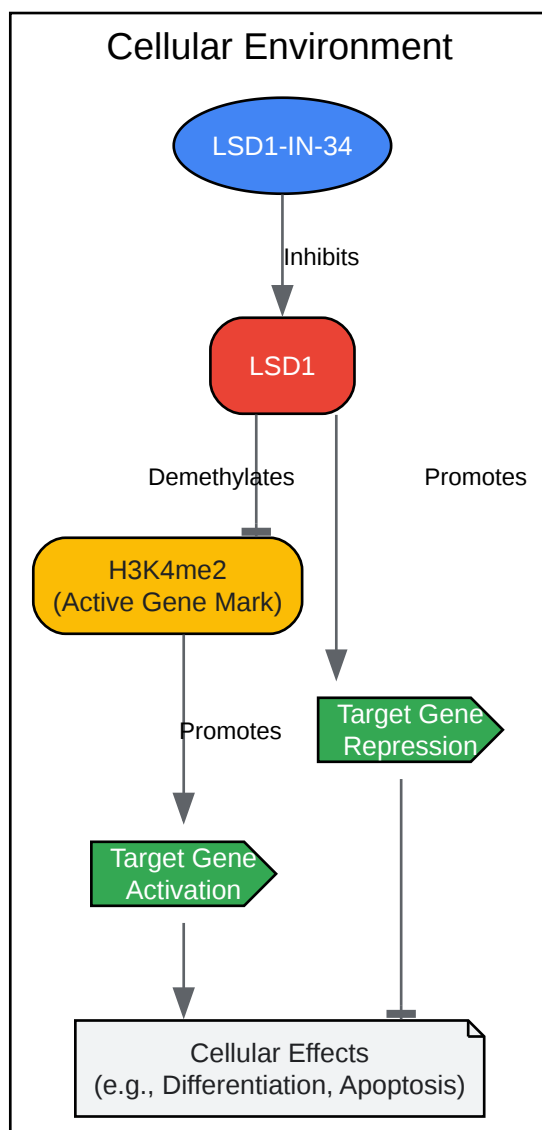 Cellular Environment
LSD1-IN-34
Inhibits
LSD1
Demethylates
Promotes
H3K4me2
(Active Gene Mark)
Promotes
Target Gene
Repression
Target Gene
Activation
Cellular Effects
(e.g., Differentiation, Apoptosis)